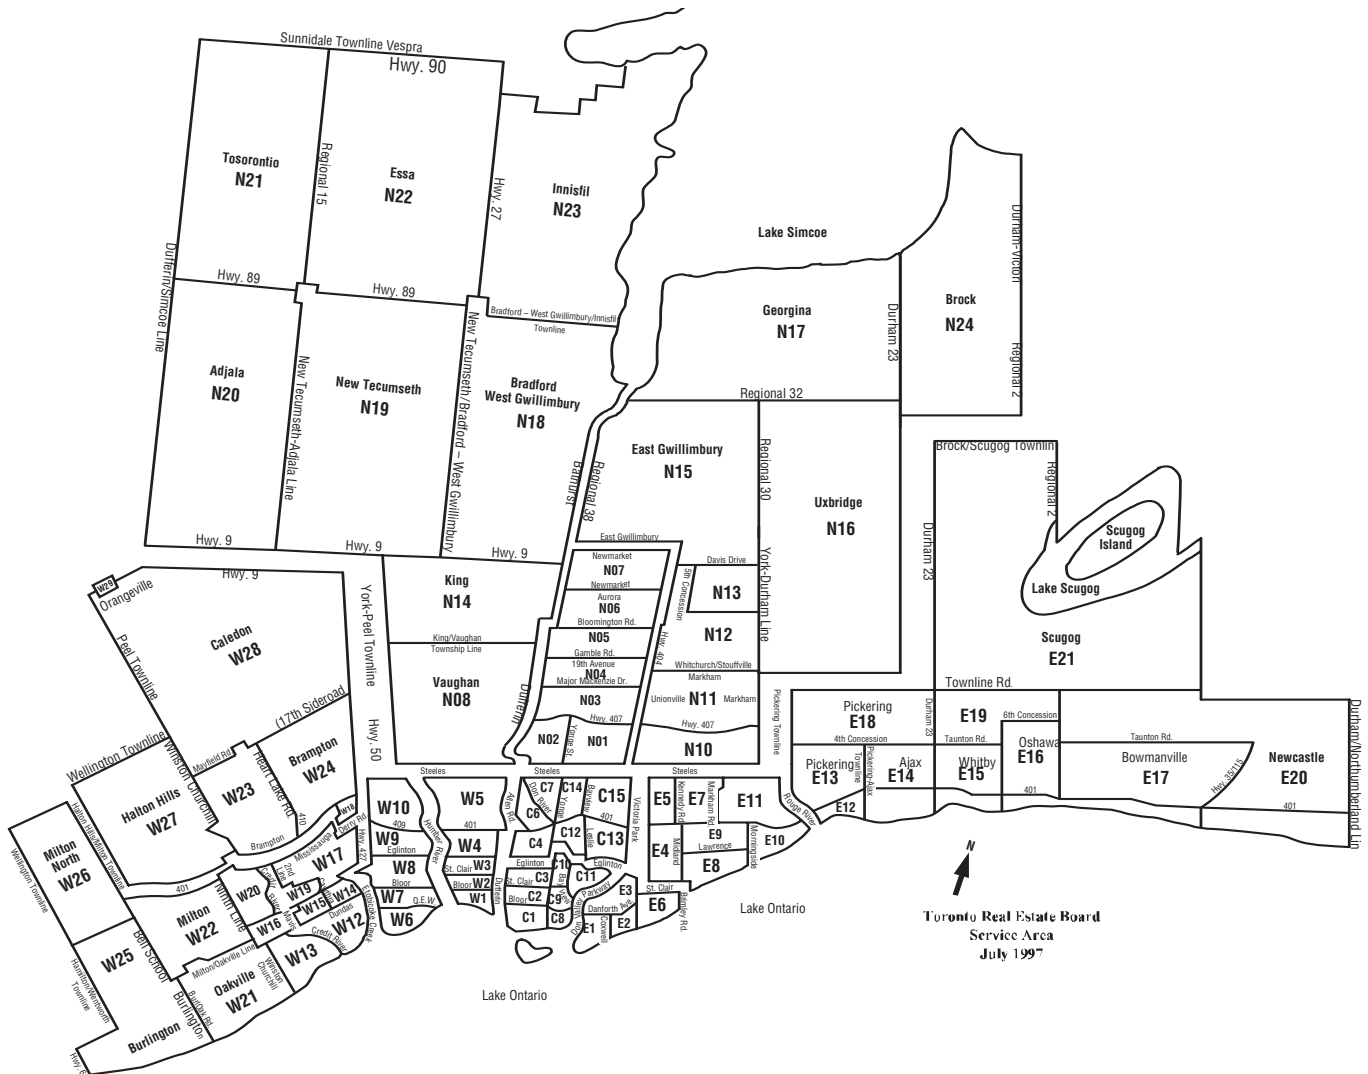 Sunnidale Townline Vespra
Hwy. 90
Tosorontio
N21
Regional 15
Essa
N22
Hwy. 27
Innisfil
N23
Lake Simcoe
Durham-Victori
Regional 2
Brock
N24
Georgina
N17
Durham 23
Dufferin/Simcoe Line
Hwy. 89
Hwy. 89
Bradford – West Gwillimbury/Innisfil
Townline
Adjala
N20
New Tecumseth-Adjala Line
New Tecumseth
N19
New Tecumseth/Bradford – West Gwillimbury
Bradford
West Gwillimbury
N18
Regional 32
Bathurst
Regional 38
East Gwillimbury
N15
Regional 30
Uxbridge
N16
Brock/Scugog Townlin
Regional 2
Durham 23
Scugog
Island
Lake Scugog
Scugog
E21
Hwy. 9
Hwy. 9
Hwy. 9
East Gwillimbury
Newmarket
N07
Newmarket
Aurora
N06
Bloomington Rd.
N05
Gamble Rd.
19th Avenue
N04
Major Mackenzie Dr.
N03
Hwy. 407
N02
Yonge St.
N01
Davis Drive
5th Concession
N13
N12
Hwy. 404
York-Durham Line
Whitchurch/Stouffville
Markham
Unionville
N11
Markham
Hwy. 407
N10
Pickering Townline
King
N14
King/Vaughan
Township Line
Vaughan
N08
Dufferin
York-Peel Townline
Hwy. 50
W29
Orangeville
Hwy. 9
Peel Townline
Caledon
W28
(17th Sideroad
Wellington Townline
Winston Churchill
Mayfield Rd
Heart Lake Rd
Brampton
W24
W23
410
Halton Hills
W27
Halton Hills/Milton Townline
Milton
North
W26
Wellington Townline
Brampton
Mississauga
W18
Derry Rd
Hwy. 427
401
Milton
W22
Ninth Line
W20
Credit
River
2nd
Line
W17
W19
Mavis
W15
W14
W16
Dundas
W12
Credit River
W13
Etobicoke Creek
Milton/Oakville Line
Winston
Churchill
Oakville
W21
W25
Bell School
Burlington
BurlOak Rd
Hamilton/Wentworth
Townline
Burlington
Hwy. 6
Steeles
W10
409
W9
Eglinton
W8
Bloor
W7
Q.E.W.
W6
Humber River
W5
401
W4
W3
St. Clair
W2
Bloor
W1
Allen Rd.
Dufferin
Steeles
C7
Don River
C6
C14
Yonge
Bayview
C15
401
C4
C12
Leslie
C13
Victoria Park
Eglinton
C10
Eglinton
C3
St. Clair
C11
C2
Bloor
C9
C1
C8
Don Valley Parkway
Steeles
E5
Kennedy Rd
E7
Markham Rd.
E11
Rouge River
E4
Midland
E9
Lawrence
E8
Morningside
E10
E3
St. Clair
Danforth Ave.
E1
Coxwell
E2
E6
Brimley Rd.
Townline Rd.
Pickering
E18
Durham 23
E19
6th Concession
4th Concession
Taunton Rd.
Oshawa
E16
Taunton Rd.
Pickering
E13
Pickering-Ajax
Townline
Ajax
E14
Whitby
E15
Bowmanville
E17
Hwy. 35/115
Newcastle
E20
Durham/Northumberland Lin
E12
401
401
Lake Ontario
Lake Ontario
N
Toronto Real Estate Board
Service Area
July 1997